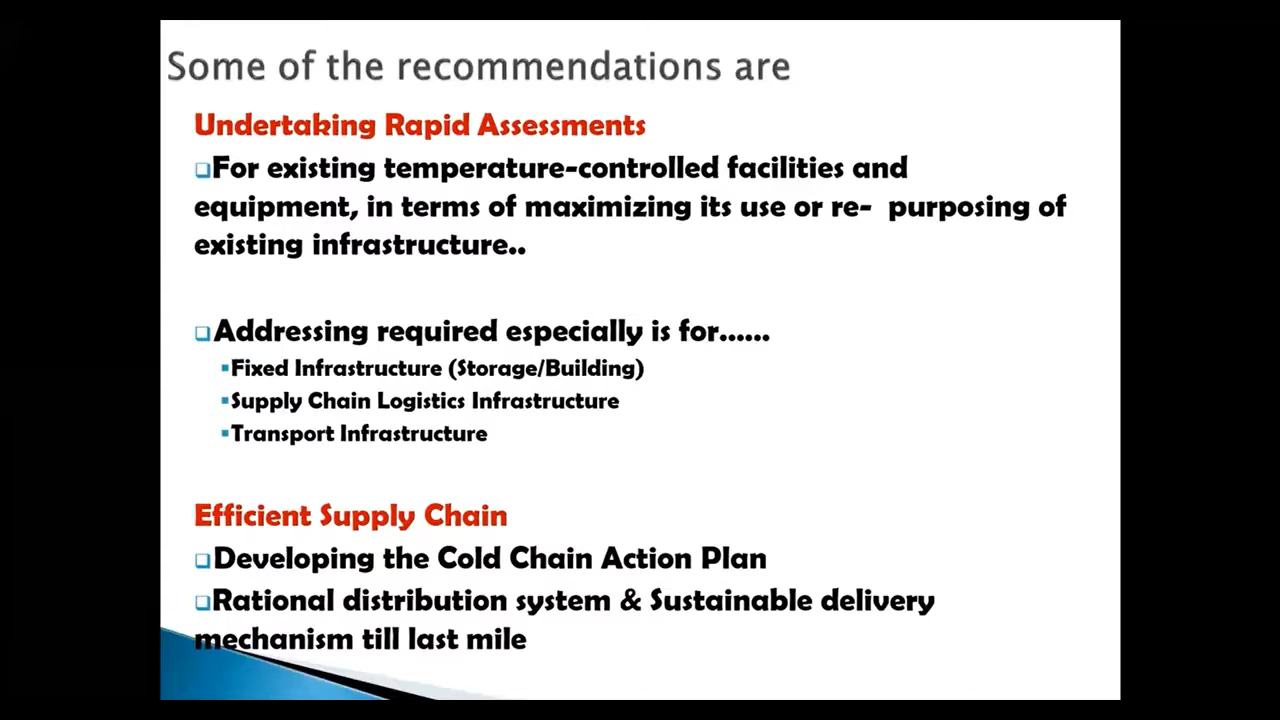 Some of the recommendations are
Undertaking Rapid Assessments
❑For existing temperature-controlled facilities and
equipment, in terms of maximizing its use or re- purposing of
existing infrastructure..
❑Addressing required especially is for......
▪Fixed Infrastructure (Storage/Building)
▪Supply Chain Logistics Infrastructure
▪Transport Infrastructure
Efficient Supply Chain
❑Developing the Cold Chain Action Plan
❑Rational distribution system & Sustainable delivery
mechanism till last mile